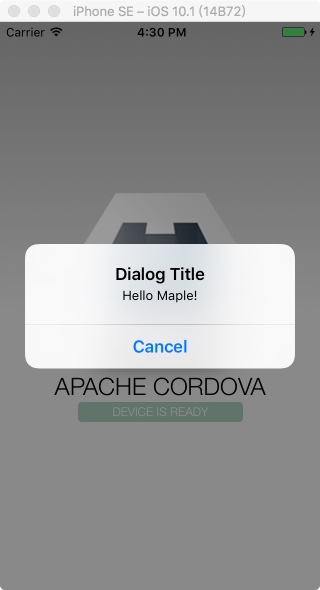 iPhone SE – iOS 10.1 (14B72)
Carrier 4:30 PM
Dialog Title
Hello Maple!
Cancel
APACHE CORDOVA
DEVICE IS READY